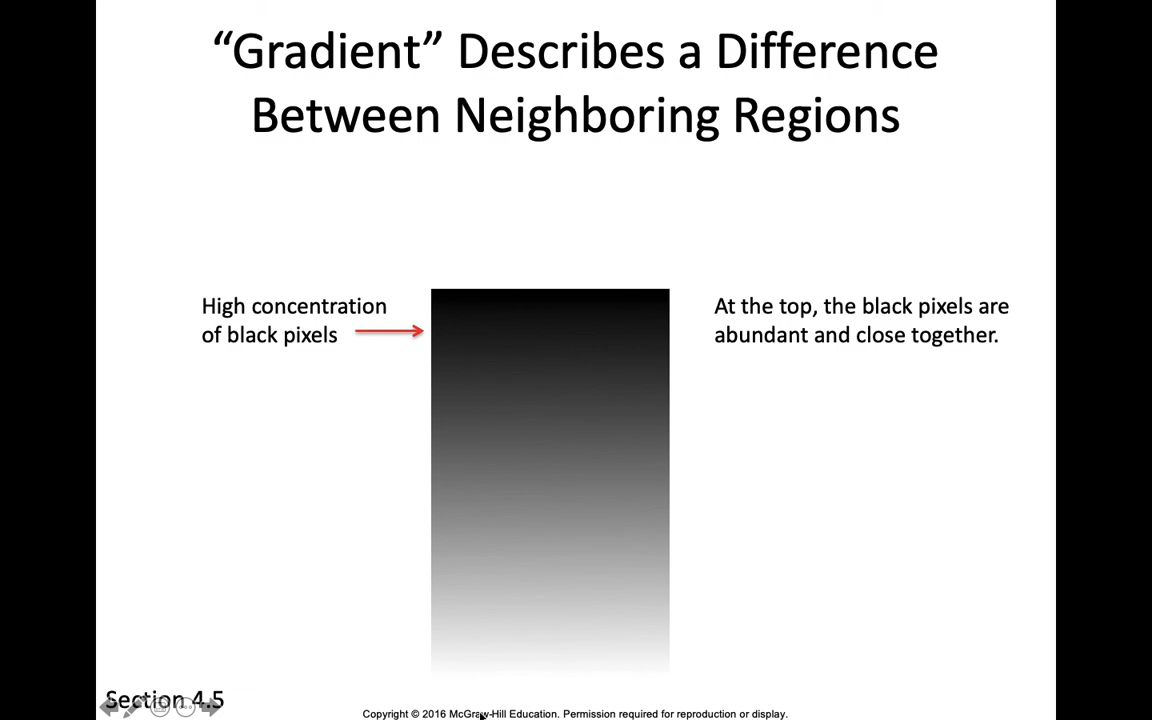 “Gradient” Describes a Difference
Between Neighboring Regions
High concentration
of black pixels
At the top, the black pixels are
abundant and close together.
Section 4.5
Copyright © 2016 McGraw-Hill Education. Permission required for reproduction or display.